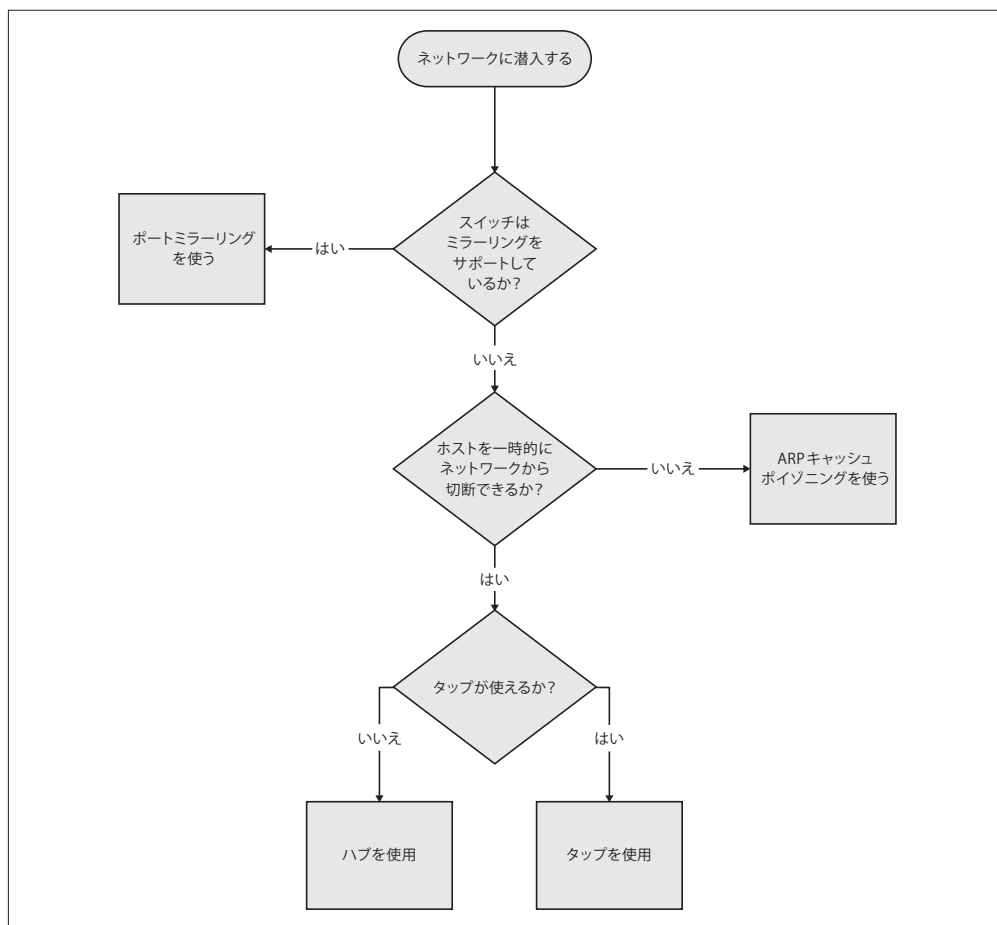 ネットワークに潜入する
スイッチは
ミラーリングを
サポートして
いるか？
はい
ポートミラーリング
を使う
いいえ
ホストを一時的に
ネットワークから
切断できるか？
いいえ
ARPキャッシュ
ポイゾニングを使う
はい
タップが使えるか？
いいえ
はい
ハブを使用
タップを使用